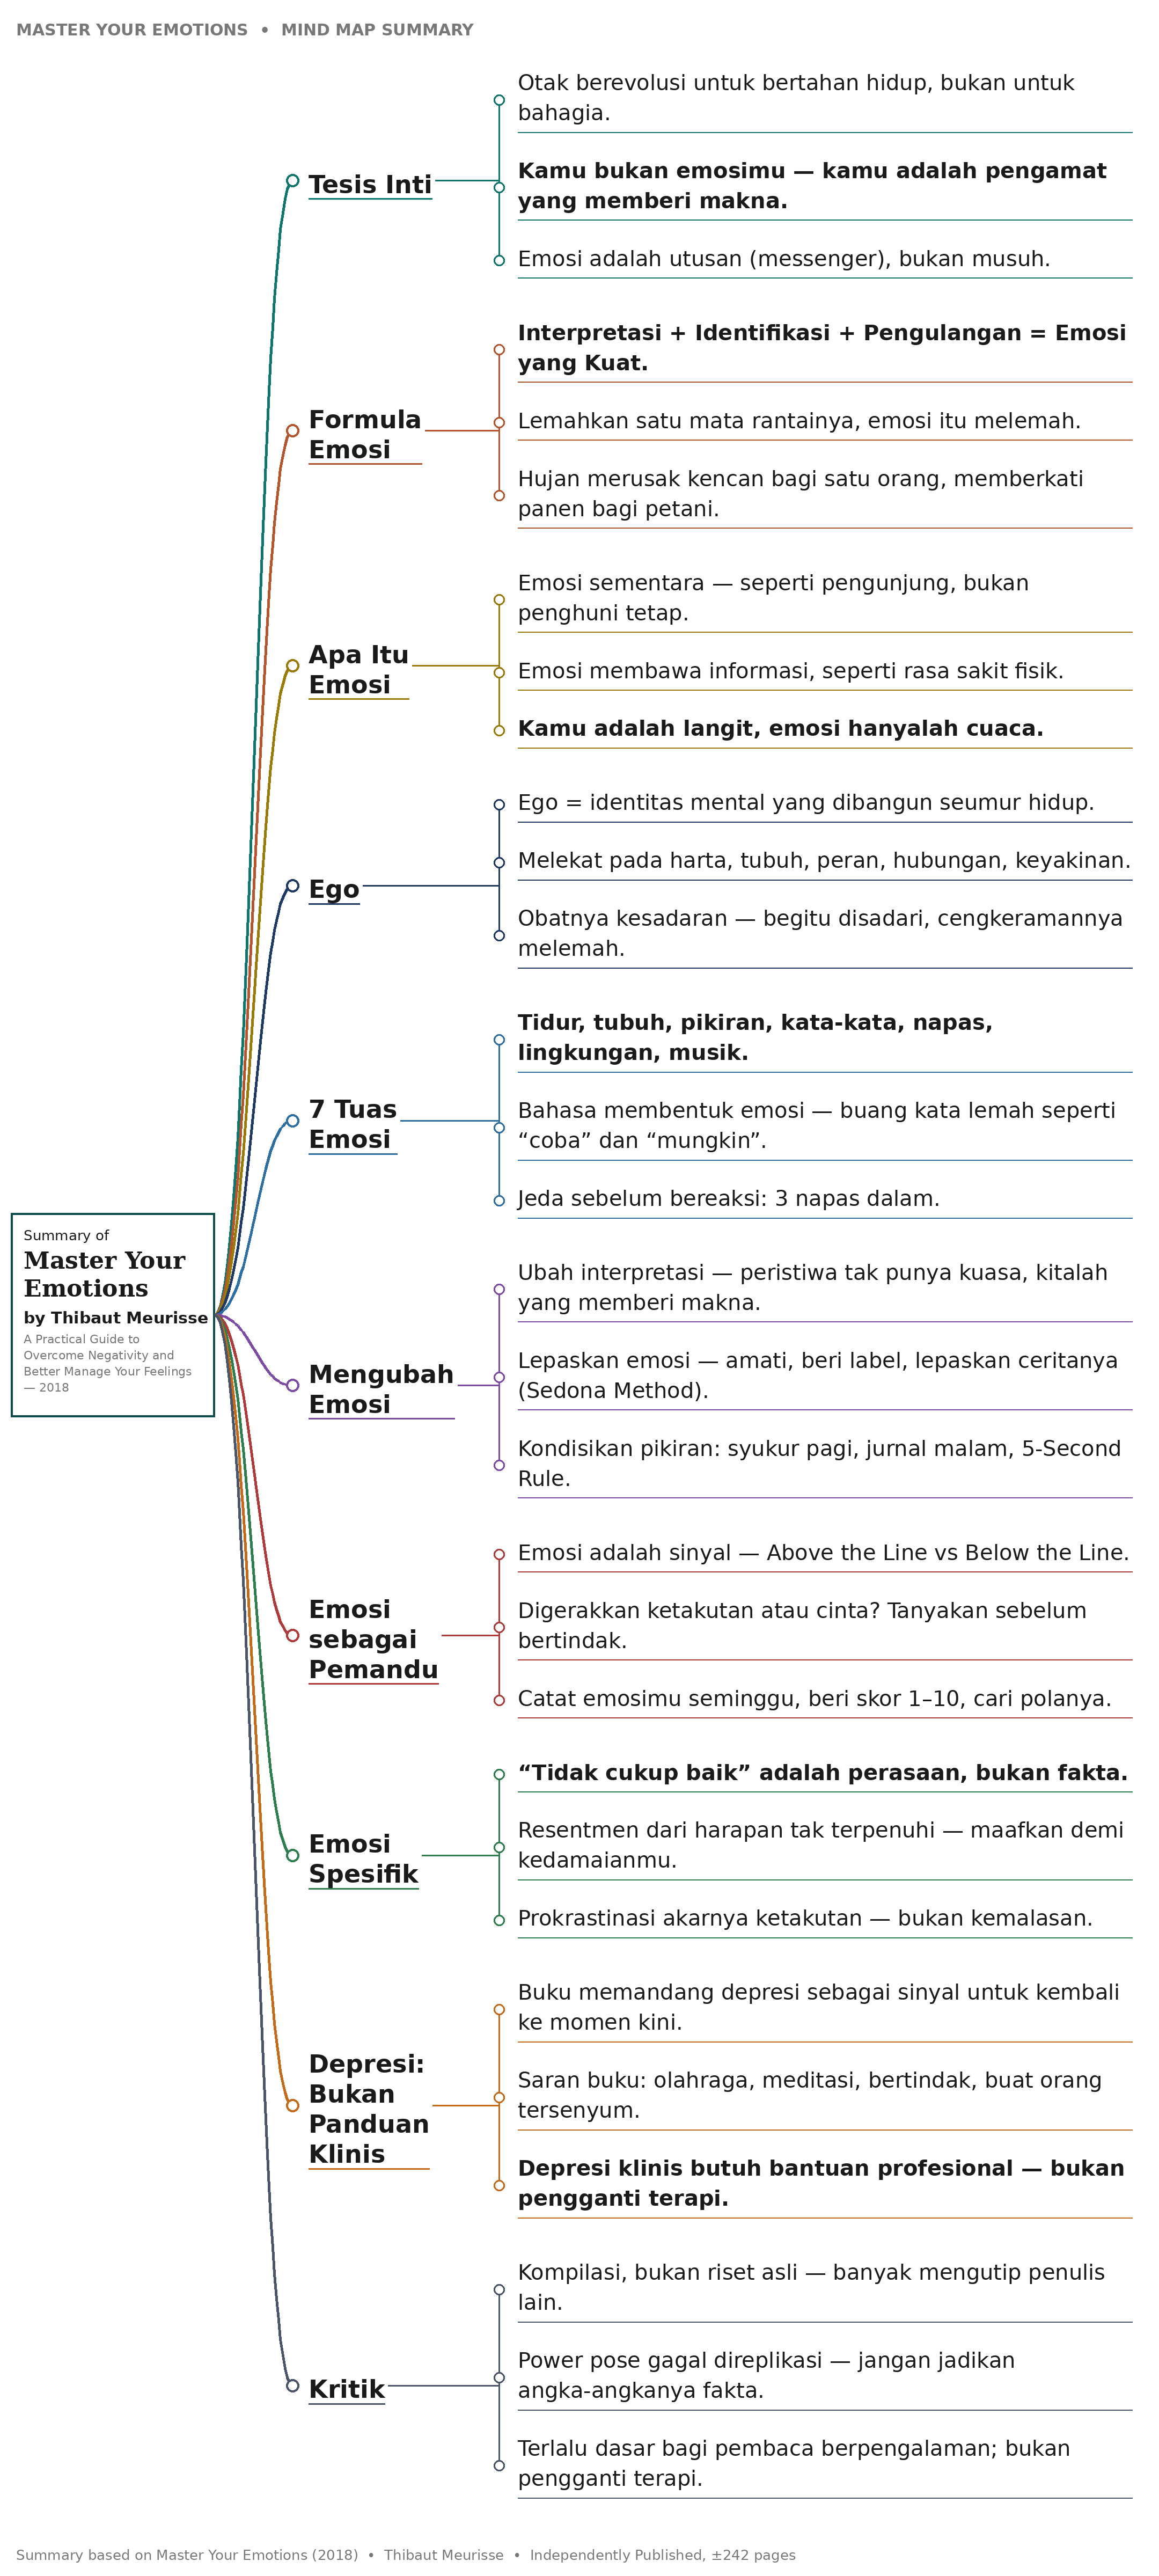 MASTER YOUR EMOTIONS • MIND MAP SUMMARY
Summary of
Master Your
Emotions
by Thibaut Meurisse
A Practical Guide to
Overcome Negativity and
Better Manage Your Feelings
— 2018
Tesis Inti
Otak berevolusi untuk bertahan hidup, bukan untuk
bahagia.
Kamu bukan emosimu — kamu adalah pengamat
yang memberi makna.
Emosi adalah utusan (messenger), bukan musuh.
Formula
Emosi
Interpretasi + Identifikasi + Pengulangan = Emosi
yang Kuat.
Lemahkan satu mata rantainya, emosi itu melemah.
Hujan merusak kencan bagi satu orang, memberkati
panen bagi petani.
Apa Itu
Emosi
Emosi sementara — seperti pengunjung, bukan
penghuni tetap.
Emosi membawa informasi, seperti rasa sakit fisik.
Kamu adalah langit, emosi hanyalah cuaca.
Ego
Ego = identitas mental yang dibangun seumur hidup.
Melekat pada harta, tubuh, peran, hubungan, keyakinan.
Obatnya kesadaran — begitu disadari, cengkeramannya
melemah.
7 Tuas
Emosi
Tidur, tubuh, pikiran, kata-kata, napas,
lingkungan, musik.
Bahasa membentuk emosi — buang kata lemah seperti
“coba” dan “mungkin”.
Jeda sebelum bereaksi: 3 napas dalam.
Mengubah
Emosi
Ubah interpretasi — peristiwa tak punya kuasa, kitalah
yang memberi makna.
Lepaskan emosi — amati, beri label, lepaskan ceritanya
(Sedona Method).
Kondisikan pikiran: syukur pagi, jurnal malam, 5-Second
Rule.
Emosi
sebagai
Pemandu
Emosi adalah sinyal — Above the Line vs Below the Line.
Digerakkan ketakutan atau cinta? Tanyakan sebelum
bertindak.
Catat emosimu seminggu, beri skor 1–10, cari polanya.
Emosi
Spesifik
“Tidak cukup baik” adalah perasaan, bukan fakta.
Resentmen dari harapan tak terpenuhi — maafkan demi
kedamaianmu.
Prokrastinasi akarnya ketakutan — bukan kemalasan.
Depresi:
Bukan
Panduan
Klinis
Buku memandang depresi sebagai sinyal untuk kembali
ke momen kini.
Saran buku: olahraga, meditasi, bertindak, buat orang
tersenyum.
Depresi klinis butuh bantuan profesional — bukan
pengganti terapi.
Kritik
Kompilasi, bukan riset asli — banyak mengutip penulis
lain.
Power pose gagal direplikasi — jangan jadikan
angka-angkanya fakta.
Terlalu dasar bagi pembaca berpengalaman; bukan
pengganti terapi.
Summary based on Master Your Emotions (2018) • Thibaut Meurisse • Independently Published, ±242 pages